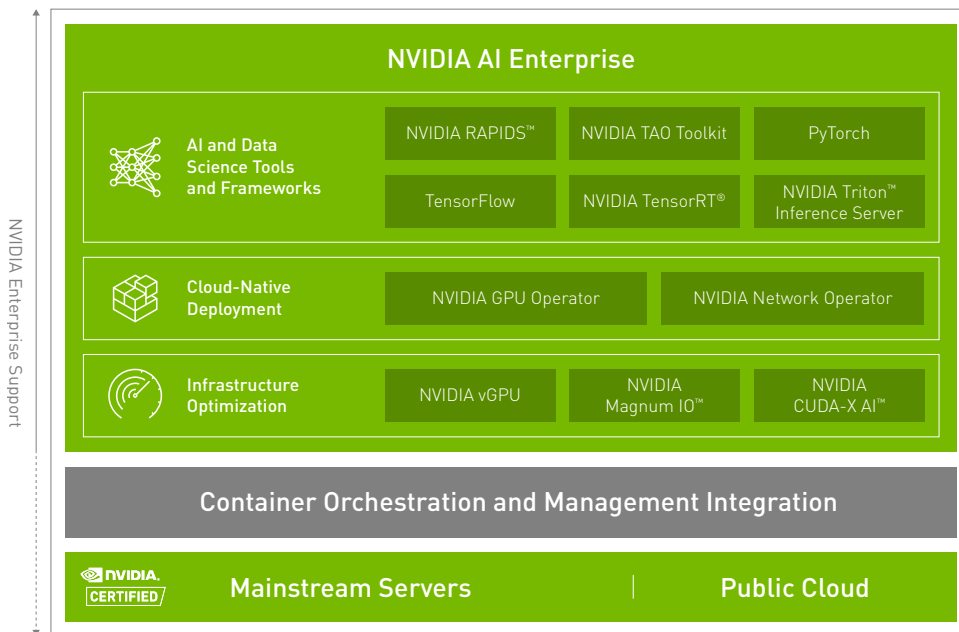 NVIDIA AI Enterprise
AI and Data
Science Tools
and Frameworks
NVIDIA RAPIDS™
NVIDIA TAO Toolkit
PyTorch
TensorFlow
NVIDIA TensorRT®
NVIDIA Triton™
Inference Server
Cloud-Native
Deployment
NVIDIA GPU Operator
NVIDIA Network Operator
Infrastructure
Optimization
NVIDIA vGPU
NVIDIA
Magnum IO™
NVIDIA
CUDA-X AI™
NVIDIA Enterprise Support
Container Orchestration and Management Integration
NVIDIA.
CERTIFIED
Mainstream Servers
Public Cloud